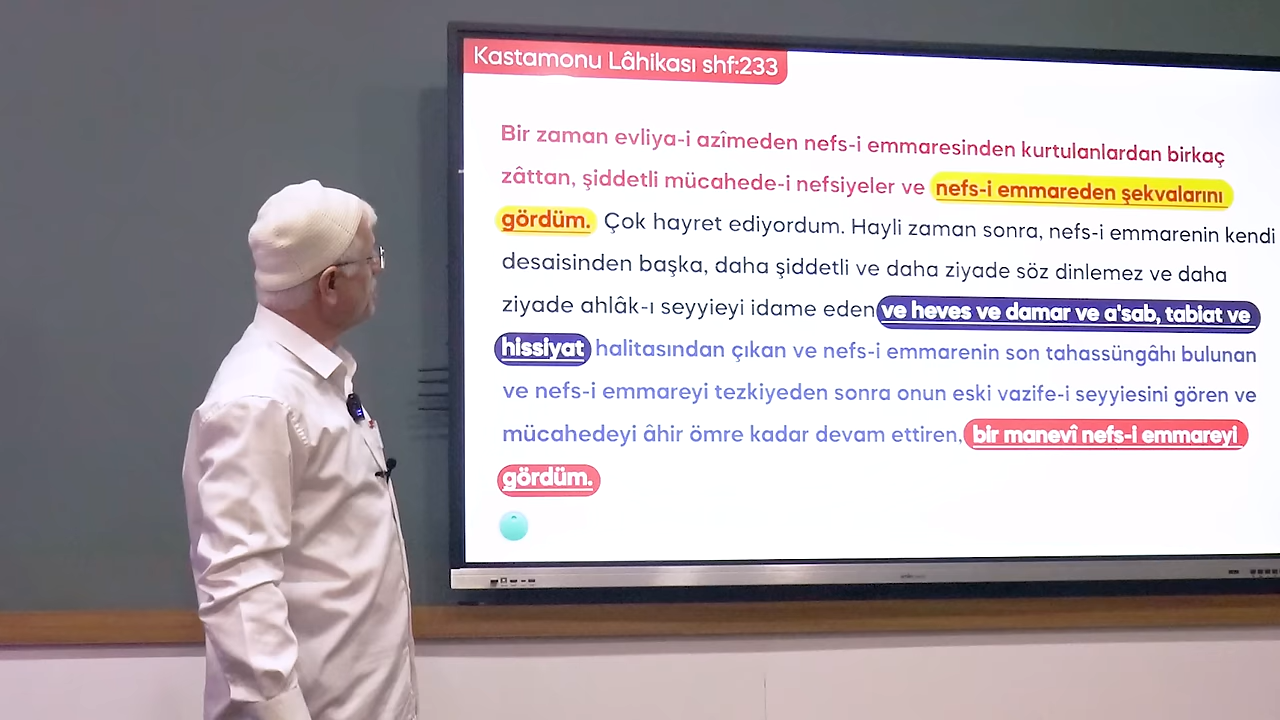 Kastamonu Lâhikası shf:233
Bir zaman evliya-i azîmeden nefs-i emmaresinden kurtulanlardan birkaç
zâttan, şiddetli mücahede-i nefsiyeler ve nefs-i emmareden şekvalarını
gördüm. Çok hayret ediyordum. Hayli zaman sonra, nefs-i emmarenin kendi
desaisinden başka, daha şiddetli ve daha ziyade söz dinlemez ve daha
ziyade ahlâk-ı seyyieyi idame eden ve heves ve damar ve a'sab, tabiat ve
hissiyat halitasından çıkan ve nefs-i emmarenin son tahassüngâhı bulunan
ve nefs-i emmareyi tezkiyeden sonra onun eski vazife-i seyyiesini gören ve
mücahedeyi âhir ömre kadar devam ettiren, bir manevî nefs-i emmareyi
gördüm.